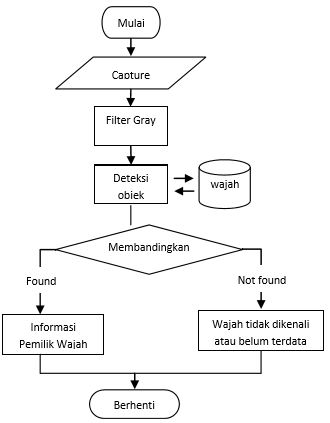 Mulai
Capture
Filter Gray
Deteksi
obiek
wajah
Membandingkan
Found
Not found
Informasi
Pemilik Wajah
Wajah tidak dikenali
atau belum terdata
Berhenti